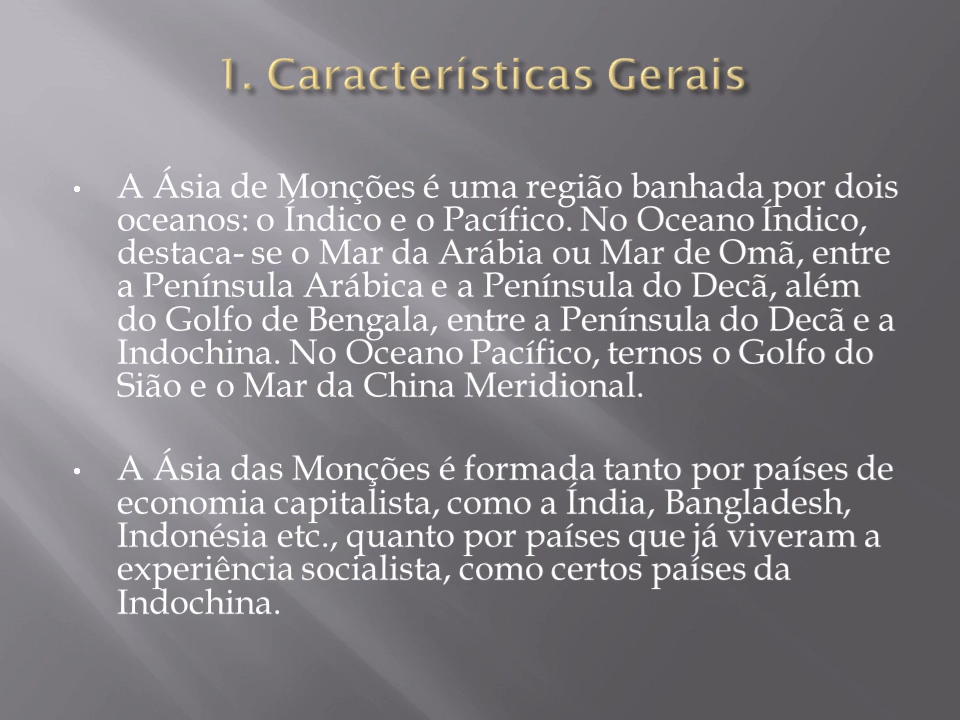 1. Características Gerais
• A Ásia de Monções é uma região banhada por dois
oceanos: o Índico e o Pacífico. No Oceano Índico,
destaca- se o Mar da Arábia ou Mar de Omã, entre
a Península Arábica e a Península do Decã, além
do Golfo de Bengala, entre a Península do Decã e a
Indochina. No Oceano Pacífico, ternos o Golfo do
Sião e o Mar da China Meridional.
• A Ásia das Monções é formada tanto por países de
economia capitalista, como a Índia, Bangladesh,
Indonésia etc., quanto por países que já viveram a
experiência socialista, como certos países da
Indochina.